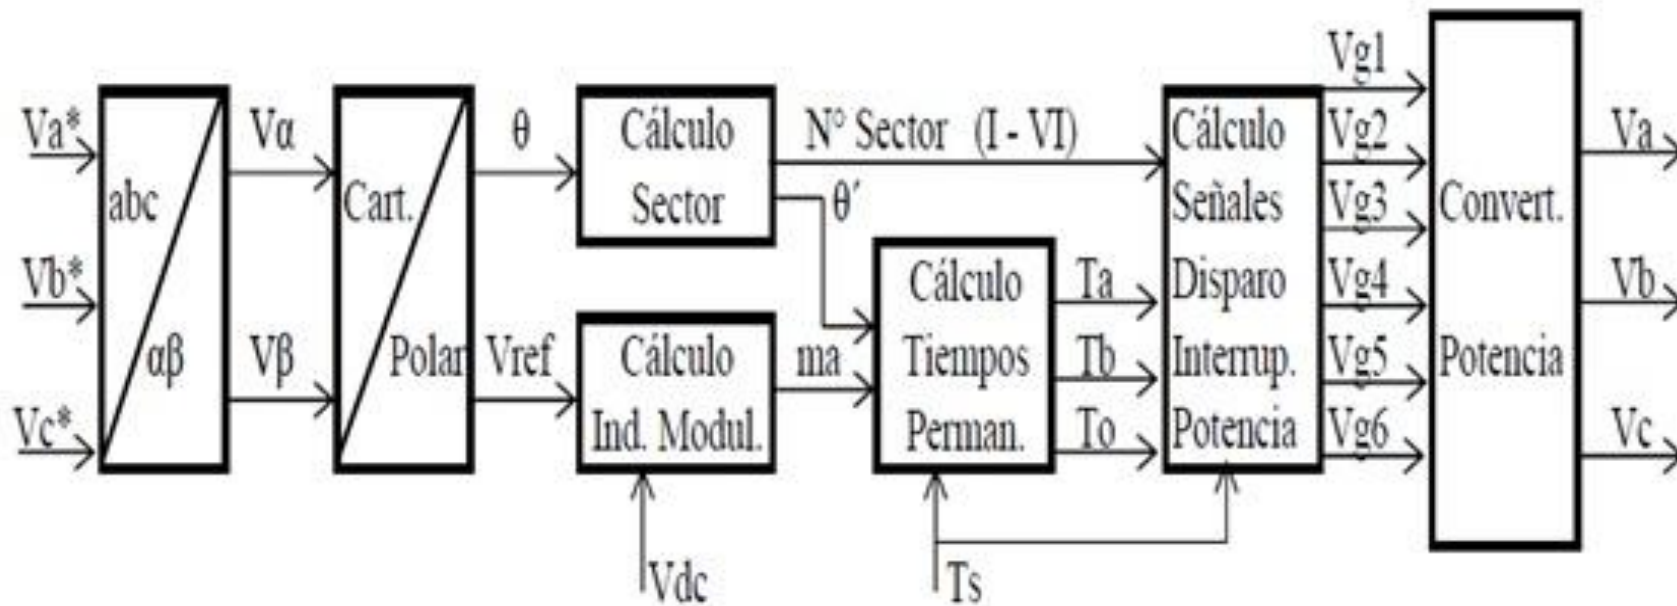 Va*
Vb*
Vc*
abc
αβ
Vα
Vβ
Cart.
Polar
θ
Vref
Cálculo
Sector
Cálculo
Ind. Modul.
Vdc
N° Sector (I - VI)
θ´
ma
Cálculo
Tiempos
Perman.
Ts
Ta
Tb
To
Cálculo
Señales
Disparo
Interrup.
Potencia
Vg1
Vg2
Vg3
Vg4
Vg5
Vg6
Convert.
Potencia
Va
Vb
Vc